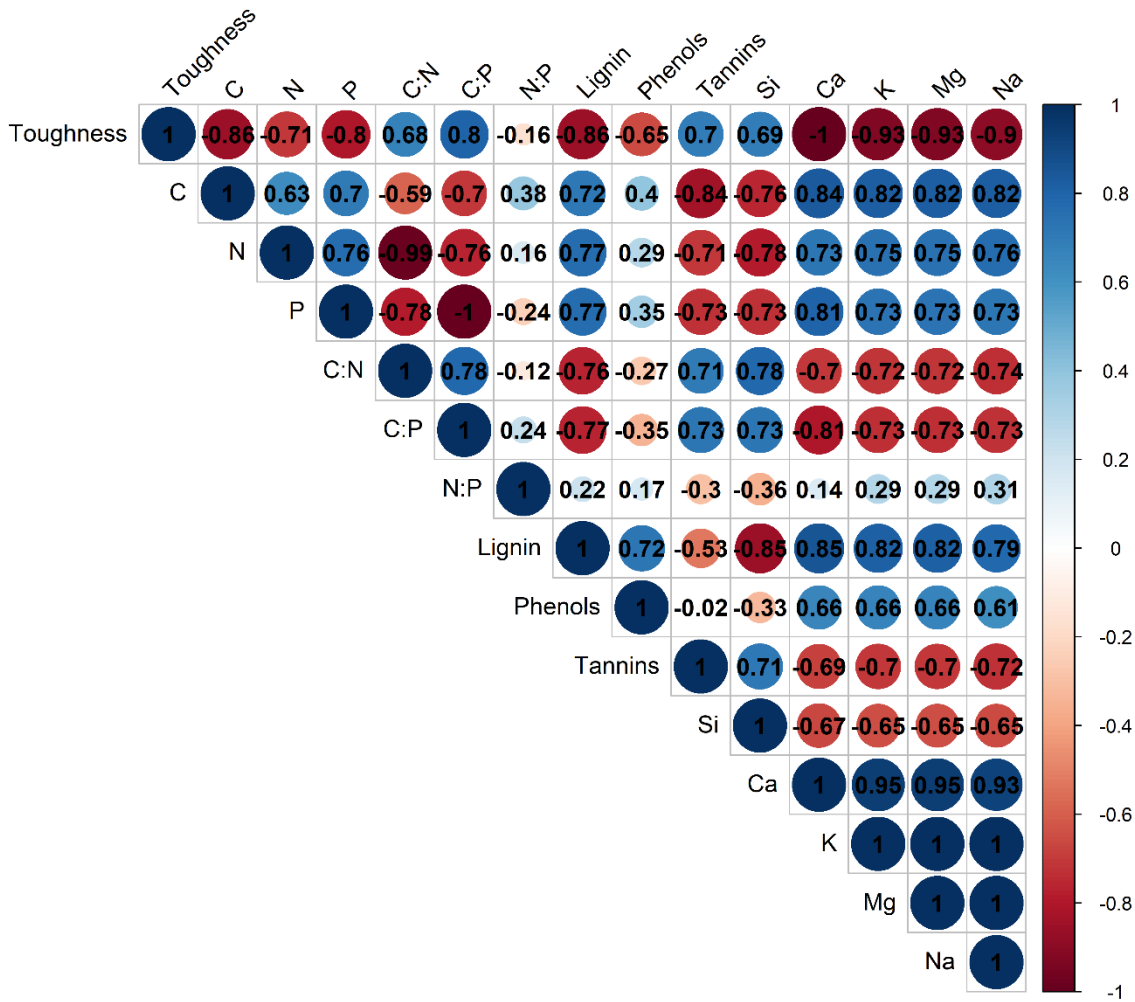 Toughness C N P C:N C:P N:P Lignin Phenols Tannins Si Ca K Mg Na
Toughness 1 -0.86 -0.71 -0.8 0.68 0.8 -0.16 -0.86 -0.65 0.7 0.69 -1 -0.93 -0.93 -0.9
C 1 0.63 0.7 -0.59 -0.7 0.38 0.72 0.4 -0.84 -0.76 0.84 0.82 0.82 0.82
N 1 0.76 -0.99 -0.76 0.16 0.77 0.29 -0.71 -0.78 0.73 0.75 0.75 0.76
P 1 -0.78 -1 -0.24 0.77 0.35 -0.73 -0.73 0.81 0.73 0.73 0.73
C:N 1 0.78 -0.12 -0.76 -0.27 0.71 0.78 -0.7 -0.72 -0.72 -0.74
C:P 1 0.24 -0.77 -0.35 0.73 0.73 -0.81 -0.73 -0.73 -0.73
N:P 1 0.22 0.17 -0.3 -0.36 0.14 0.29 0.29 0.31
Lignin 1 0.72 -0.53 -0.85 0.85 0.82 0.82 0.79
Phenols 1 -0.02 -0.33 0.66 0.66 0.66 0.61
Tannins 1 0.71 -0.69 -0.7 -0.7 -0.72
Si 1 -0.67 -0.65 -0.65 -0.65
Ca 1 0.95 0.95 0.93
K 1 1 1
Mg 1 1
Na 1
1
0.8
0.6
0.4
0.2
0
-0.2
-0.4
-0.6
-0.8
-1